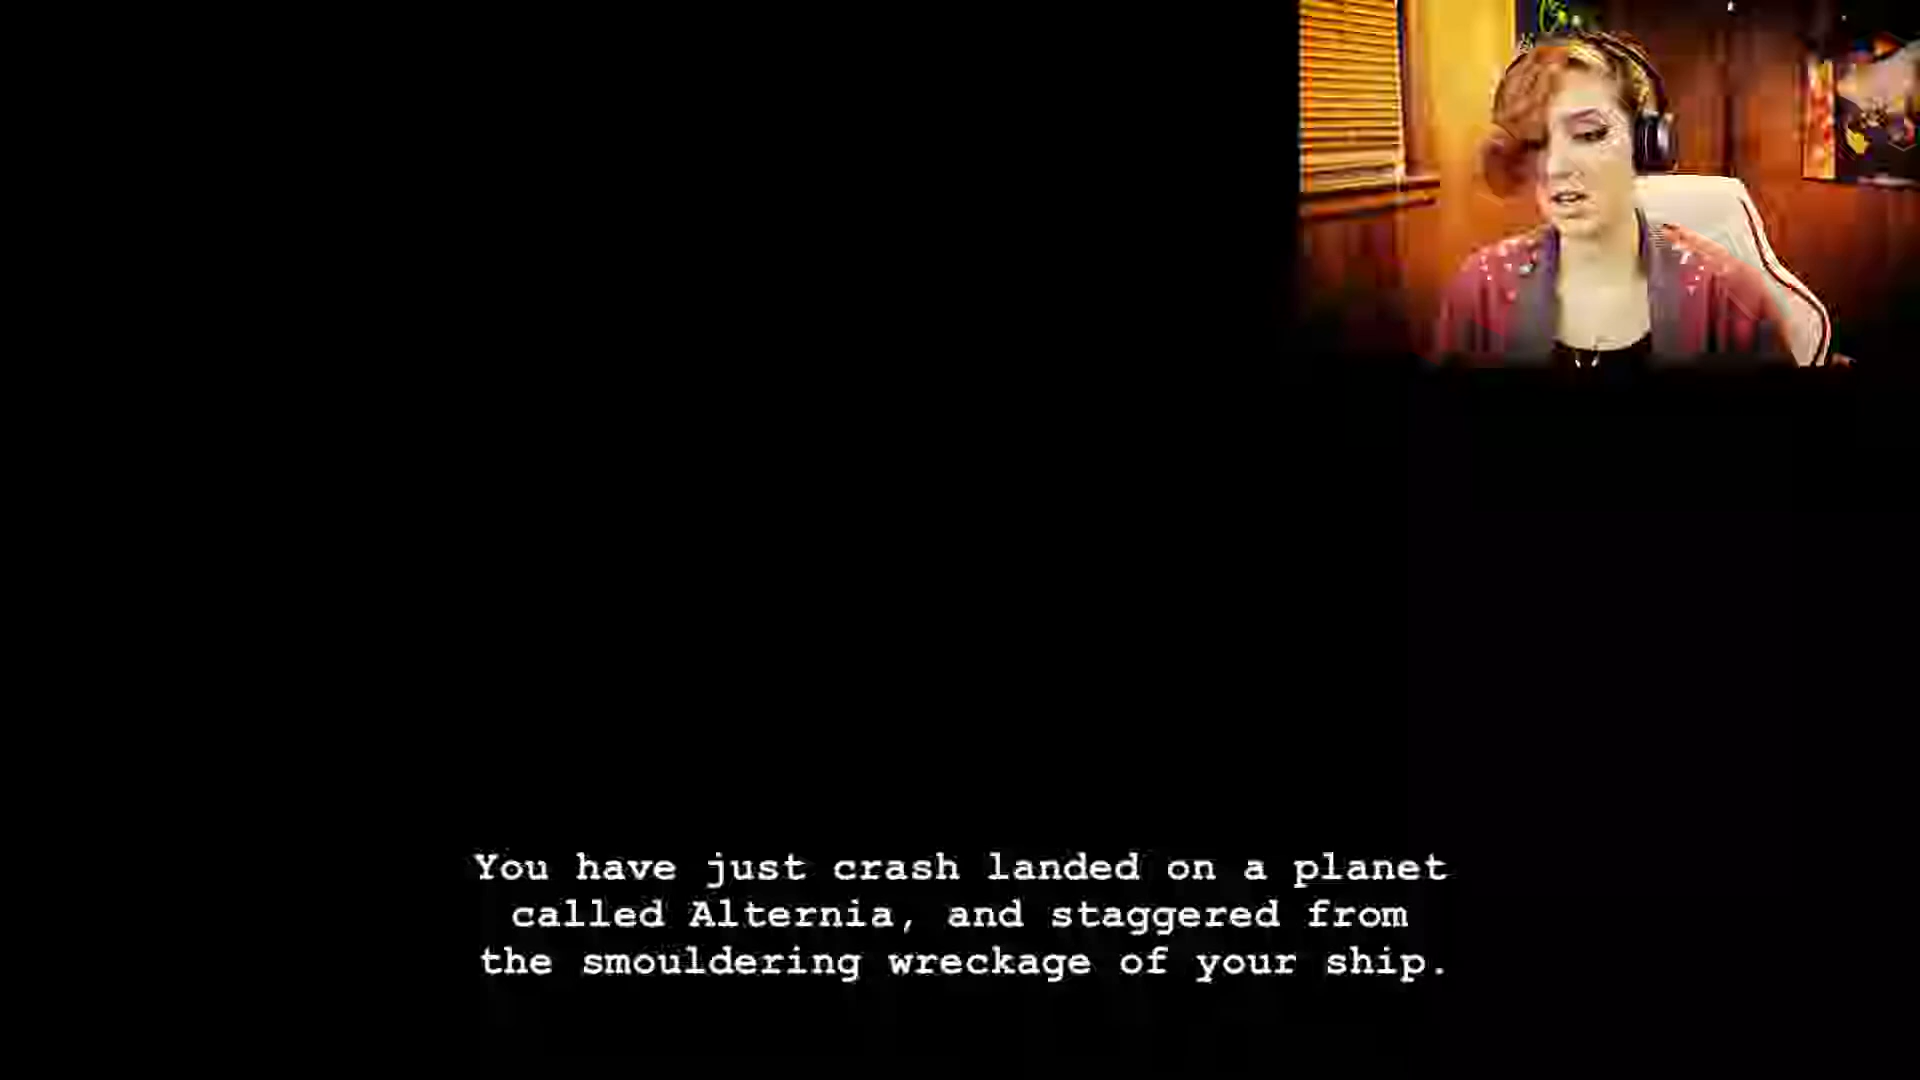 You have just crash landed on a planet
called Alternia, and staggered from
the smouldering wreckage of your ship.